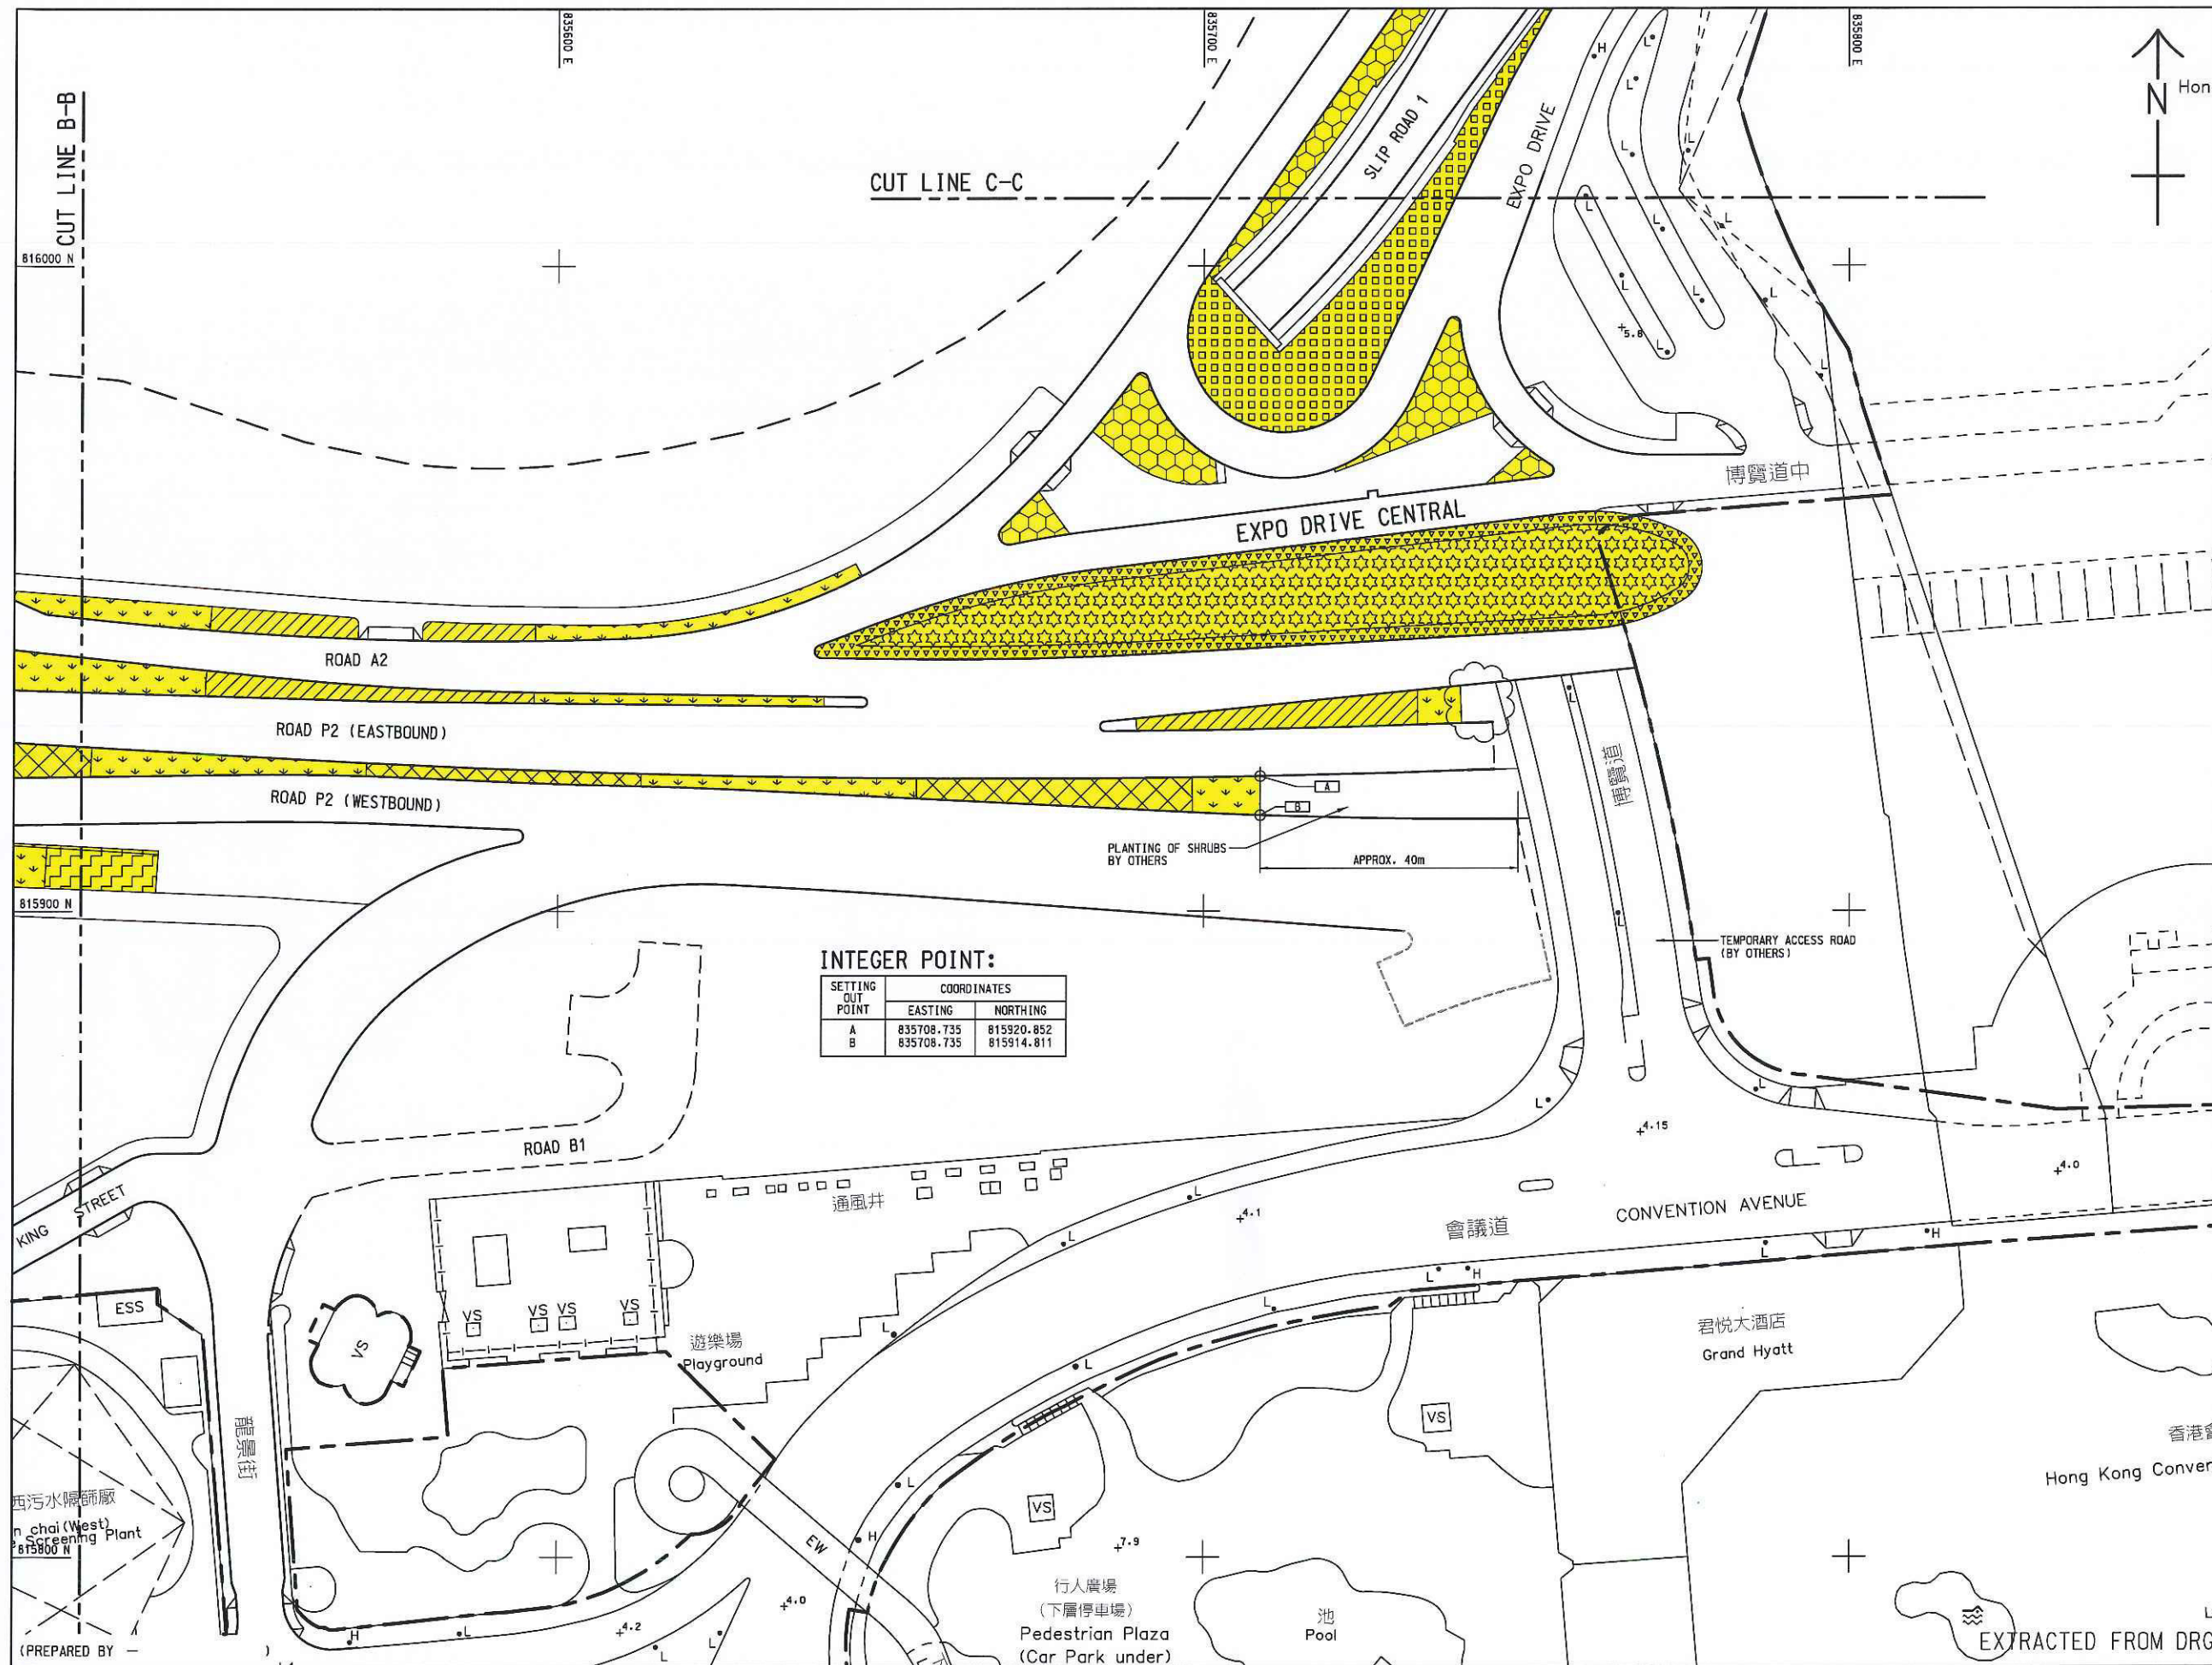 835600 E
835700 E
835800 E
N
Hon
CUT LINE B-B
CUT LINE C-C
SLIP ROAD 1
EXPO DRIVE
H
L
L
L
L
L
L
L
L
L
L
L
L
L
+5.8
816000 N
博覽道中
EXPO DRIVE CENTRAL
ROAD A2
ROAD P2 (EASTBOUND)
ROAD P2 (WESTBOUND)
L
博覽道
A
B
PLANTING OF SHRUBS
BY OTHERS
APPROX. 40m
815900 N
L
TEMPORARY ACCESS ROAD
(BY OTHERS)
INTEGER POINT:
SETTING OUT POINT
COORDINATES
EASTING
NORTHING
A 835708.735 815920.852
B 835708.735 815914.811
L
L
+4.15
+4.0
ROAD B1
KING STREET
通風井
L
+4.1
會議道
CONVENTION AVENUE
L
L
H
L
H
ESS
VS
VS
VS
VS
VS
遊樂場
Playground
L
L
L
君悅大酒店
Grand Hyatt
VS
龍景街
香港會
Hong Kong Conver
西污水隔篩廠
n chai (West)
e Screening Plant
815800 N
L
VS
H
EW
+7.9
行人廣場
(下層停車場)
Pedestrian Plaza
(Car Park under)
池
Pool
+4.0
+4.2
H
L
L
L
L
(PREPARED BY - )
EXTRACTED FROM DRG